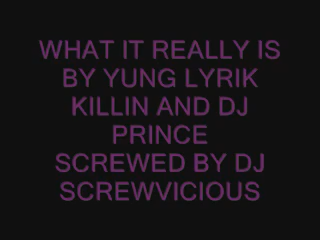 WHAT IT REALLY IS
BY YUNG LYRIK
KILLIN AND DJ
PRINCE
SCREWED BY DJ
SCREWVICIOUS